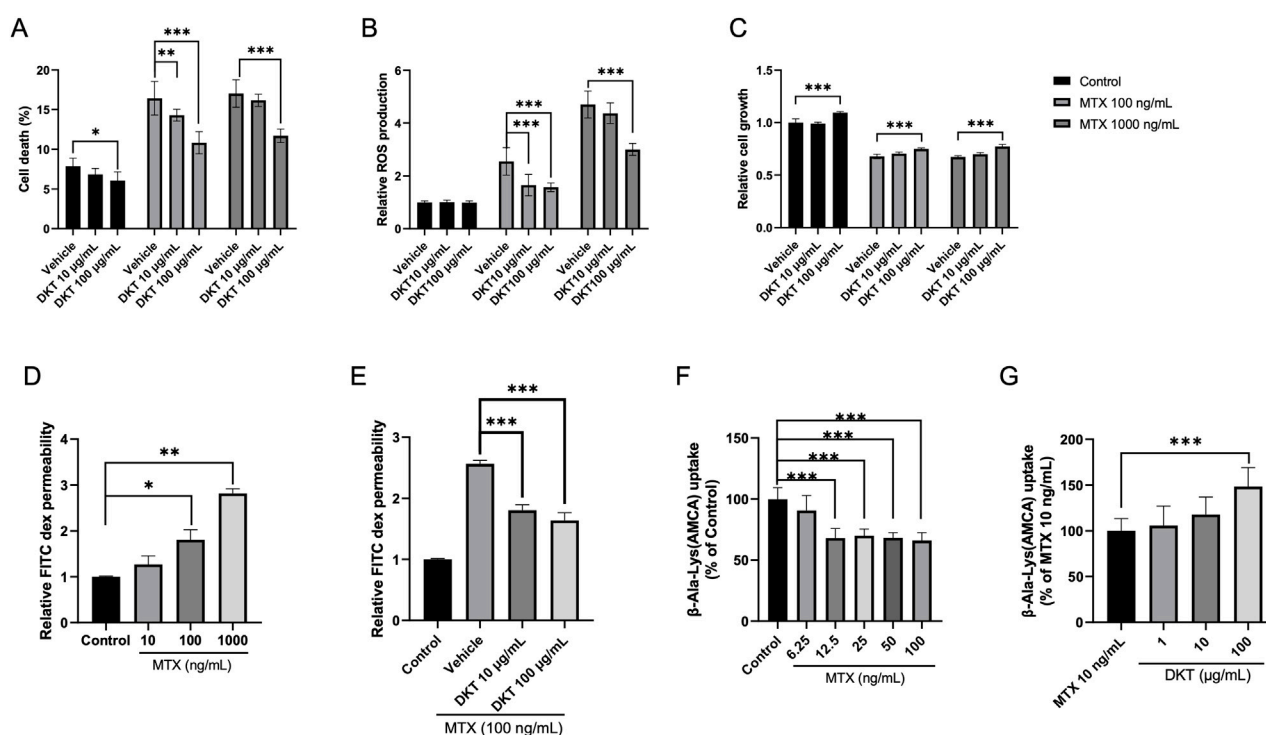 A
Cell death (%)
20
15
10
5
0
*
**
***
***
Vehicle
DKT 10 μg/mL
DKT 100 μg/mL
Vehicle
DKT 10 μg/mL
DKT 100 μg/mL
Vehicle
DKT 10 μg/mL
DKT 100 μg/mL
B
Relative ROS production
6
4
2
0
***
***
***
Vehicle
DKT10 μg/mL
DKT100 μg/mL
Vehicle
DKT10 μg/mL
DKT100 μg/mL
Vehicle
DKT10 μg/mL
DKT100 μg/mL
C
Relative cell growth
1.5
1.0
0.5
0.0
***
***
***
Vehicle
DKT 10 μg/mL
DKT 100 μg/mL
Vehicle
DKT 10 μg/mL
DKT 100 μg/mL
Vehicle
DKT 10 μg/mL
DKT 100 μg/mL
Control
MTX 100 ng/mL
MTX 1000 ng/mL
D
Relative FITC dex permeability
4
3
2
1
0
**
*
Control
10
100
1000
MTX (ng/mL)
E
Relative FITC dex permeability
3
2
1
0
***
***
Control
Vehicle
DKT 10 μg/mL
DKT 100 μg/mL
MTX (100 ng/mL)
F
β-Ala-Lys(AMCA) uptake
(% of Control)
150
100
50
0
***
***
***
***
Control
6.25
12.5
25
50
100
MTX (ng/mL)
G
β-Ala-Lys(AMCA) uptake
(% of MTX 10 ng/mL)
200
150
100
50
0
***
MTX 10 ng/mL
1
10
100
DKT (μg/mL)